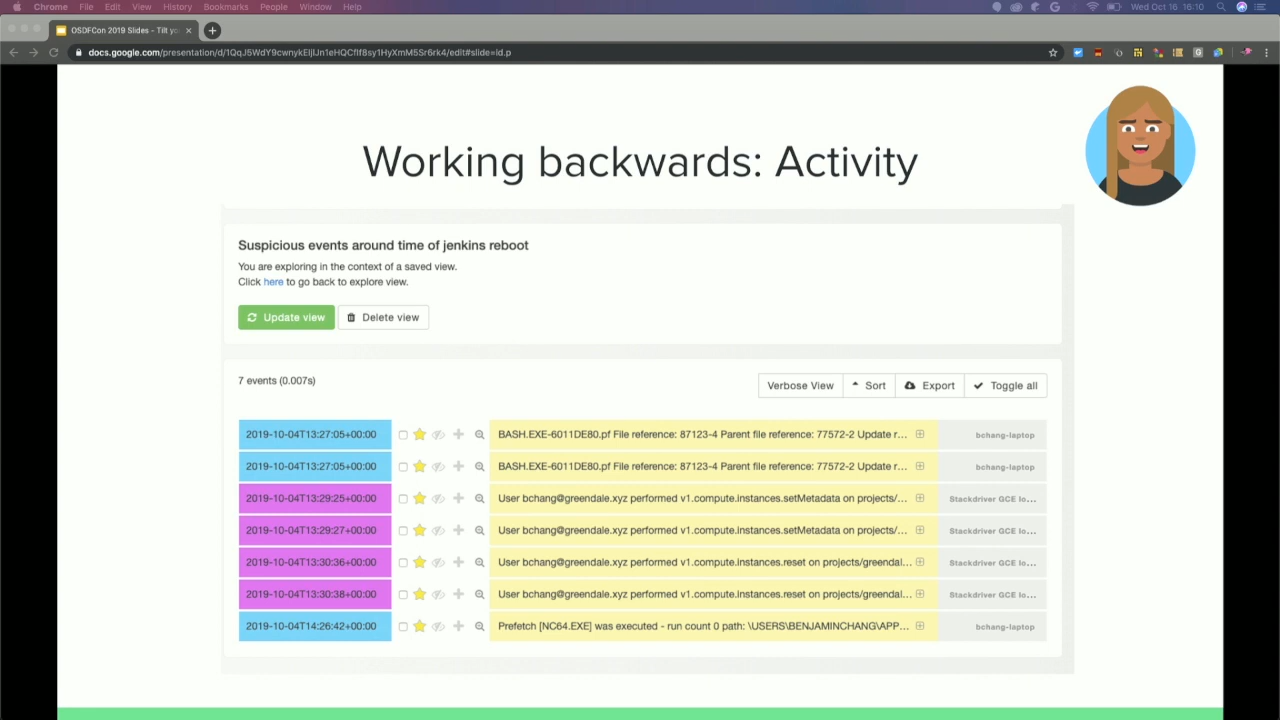 Chrome File Edit View History Bookmarks People Window Help Wed Oct 16 16:10
OSDFCon 2019 Slides - Tilt yo
docs.google.com/presentation/d/
Working backwards: Activity
Suspicious events around time of jenkins reboot
You are exploring in the context of a saved view.
Click here to go back to explore view.
Update view Delete view
7 events (0.007s) Verbose View Sort Export Toggle all
2019-10-04T13:27:05+00:00 BASH.EXE-6011DE80.pf File reference: 87123-4 Parent file reference: 77572-2 Update r... bchang-laptop
2019-10-04T13:27:05+00:00 BASH.EXE-6011DE80.pf File reference: 87123-4 Parent file reference: 77572-2 Update r... bchang-laptop
2019-10-04T13:29:25+00:00 User bchang@greendale.xyz performed v1.compute.instances.setMetadata on projects/... Stackdriver GCE lo...
2019-10-04T13:29:27+00:00 User bchang@greendale.xyz performed v1.compute.instances.setMetadata on projects/... Stackdriver GCE lo...
2019-10-04T13:30:36+00:00 User bchang@greendale.xyz performed v1.compute.instances.reset on projects/greendal... Stackdriver GCE lo...
2019-10-04T13:30:38+00:00 User bchang@greendale.xyz performed v1.compute.instances.reset on projects/greendal... Stackdriver GCE lo...
2019-10-04T14:26:42+00:00 Prefetch [NC64.EXE] was executed - run count 0 path: \USERS\BENJAMINCHANG\APP... bchang-laptop